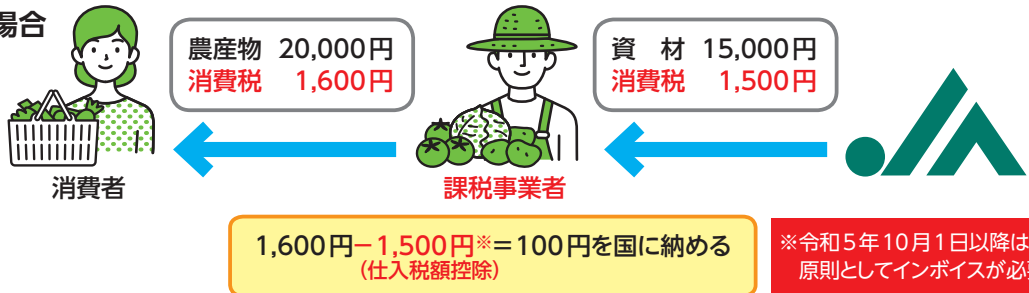 場合
農産物 20,000円
消費税 1,600円
資 材 15,000円
消費税 1,500円
消費者
課税事業者
1,600円－1,500円※＝100円を国に納める
(仕入税額控除)
※令和5年10月1日以降は
原則としてインボイスが必